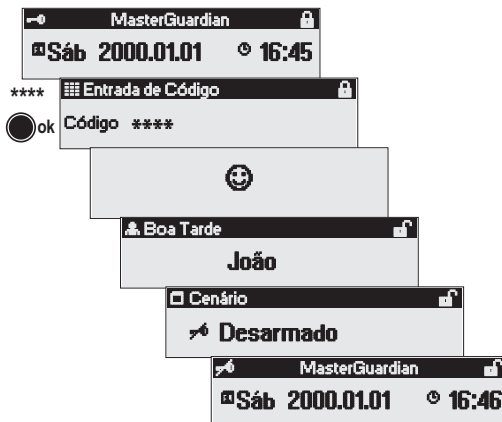 MasterGuardian
Sáb 2000.01.01 16:45
****
Entrada de Código
ok
Código ****
Boa Tarde
João
Cenário
Desarmado
MasterGuardian
Sáb 2000.01.01 16:46